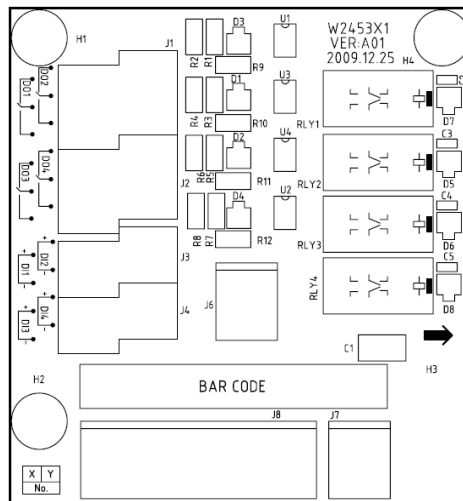 H1
J1
D3
U1
W2453X1
VER:A01
2009.12.25
H4
DO2
DO1
R2
R1
R9
D1
U3
R4
R3
R10
RLY1
D7
DO4
DO3
D2
U4
C3
R6
R5
R11
J2
RLY2
D5
D4
U2
C4
R8
R7
R12
RLY3
D6
DI2
DI1
J3
C5
J6
RLY4
D8
DI4
DI3
J4
C1
H3
H2
BAR CODE
J8
J7
X Y
No.